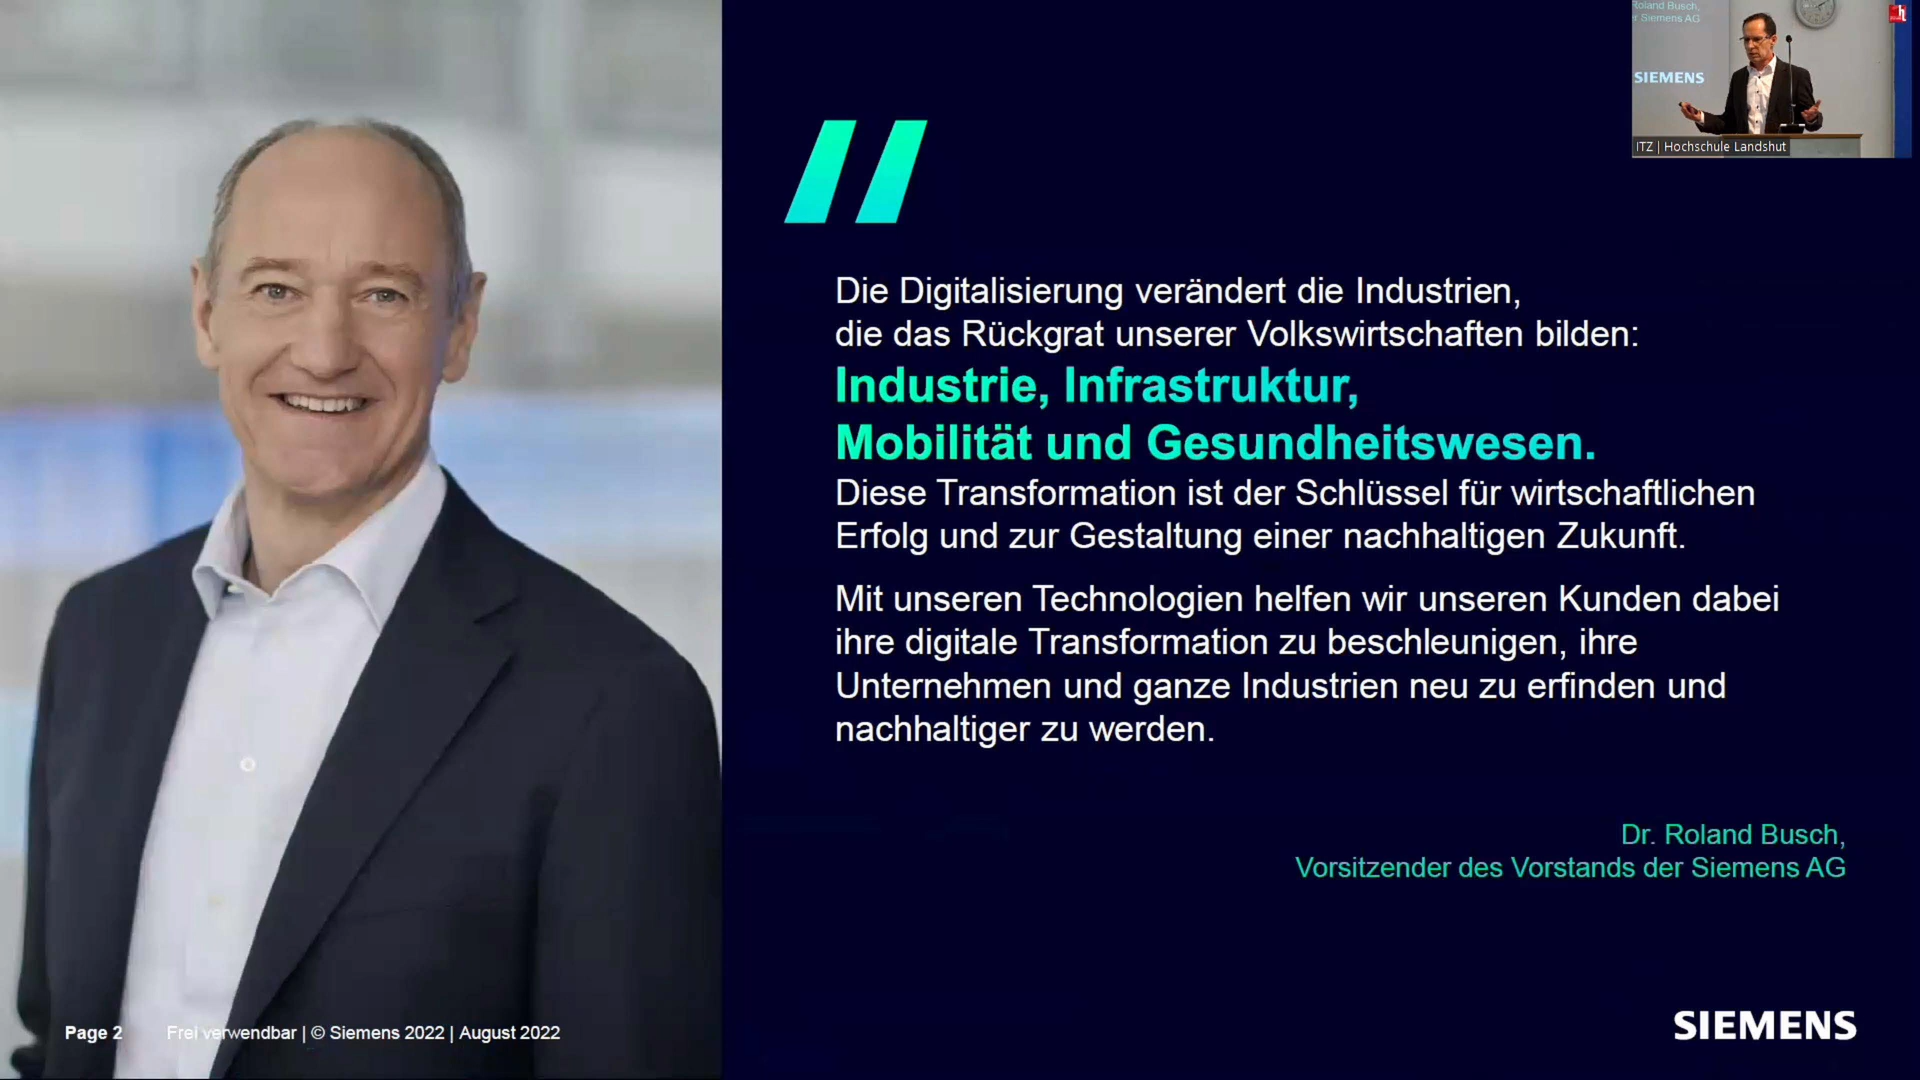 Die Digitalisierung verändert die Industrien,
die das Rückgrat unserer Volkswirtschaften bilden:
Industrie, Infrastruktur,
Mobilität und Gesundheitswesen.
Diese Transformation ist der Schlüssel für wirtschaftlichen
Erfolg und zur Gestaltung einer nachhaltigen Zukunft.
Mit unseren Technologien helfen wir unseren Kunden dabei
ihre digitale Transformation zu beschleunigen, ihre
Unternehmen und ganze Industrien neu zu erfinden und
nachhaltiger zu werden.
Dr. Roland Busch,
Vorsitzender des Vorstands der Siemens AG
Page 2 Frei verwendbar | © Siemens 2022 | August 2022
SIEMENS
Roland Busch,
r Siemens AG
SIEMENS
ITZ | Hochschule Landshut